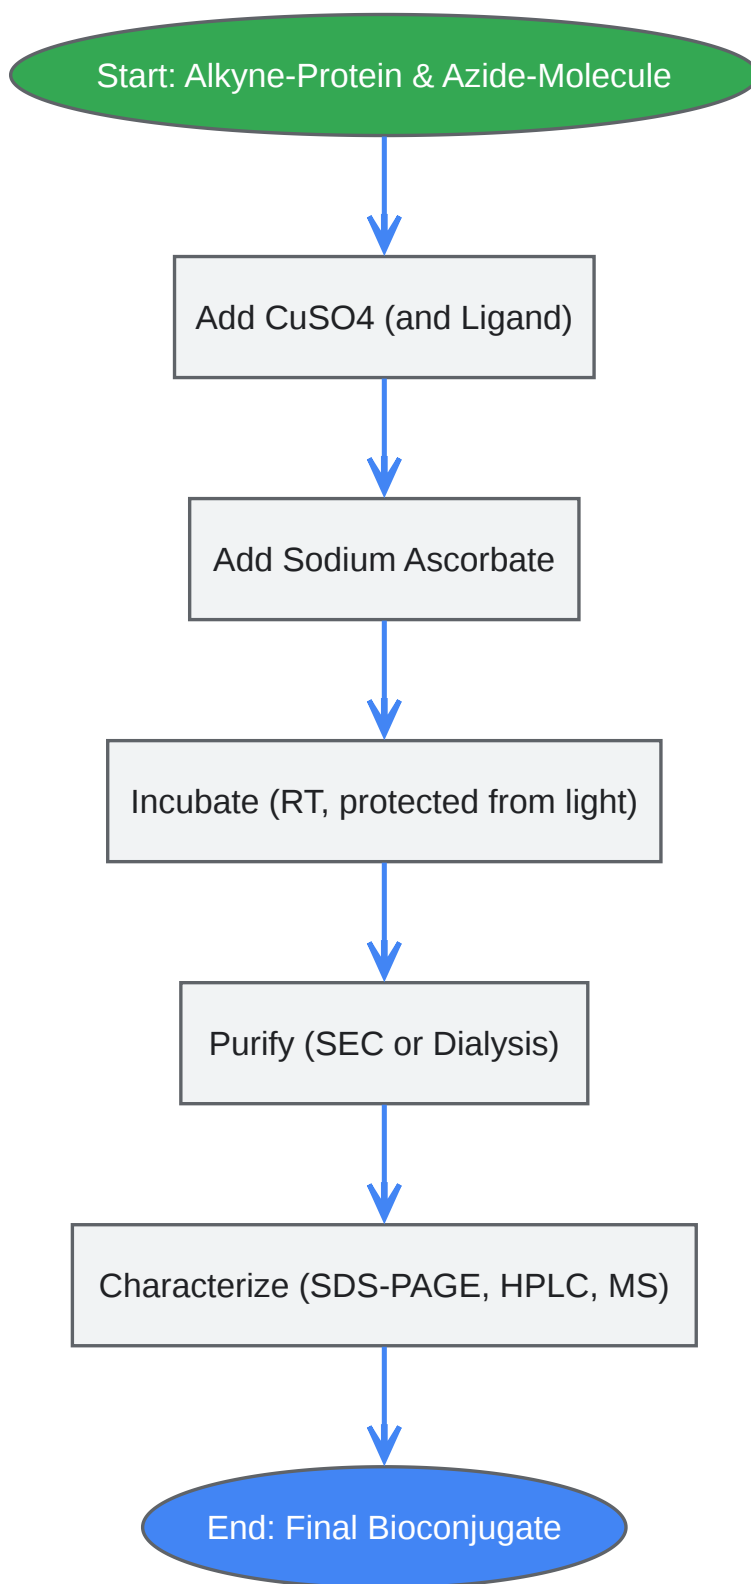 Start: Alkyne-Protein & Azide-Molecule
Add CuSO4 (and Ligand)
Add Sodium Ascorbate
Incubate (RT, protected from light)
Purify (SEC or Dialysis)
Characterize (SDS-PAGE, HPLC, MS)
End: Final Bioconjugate